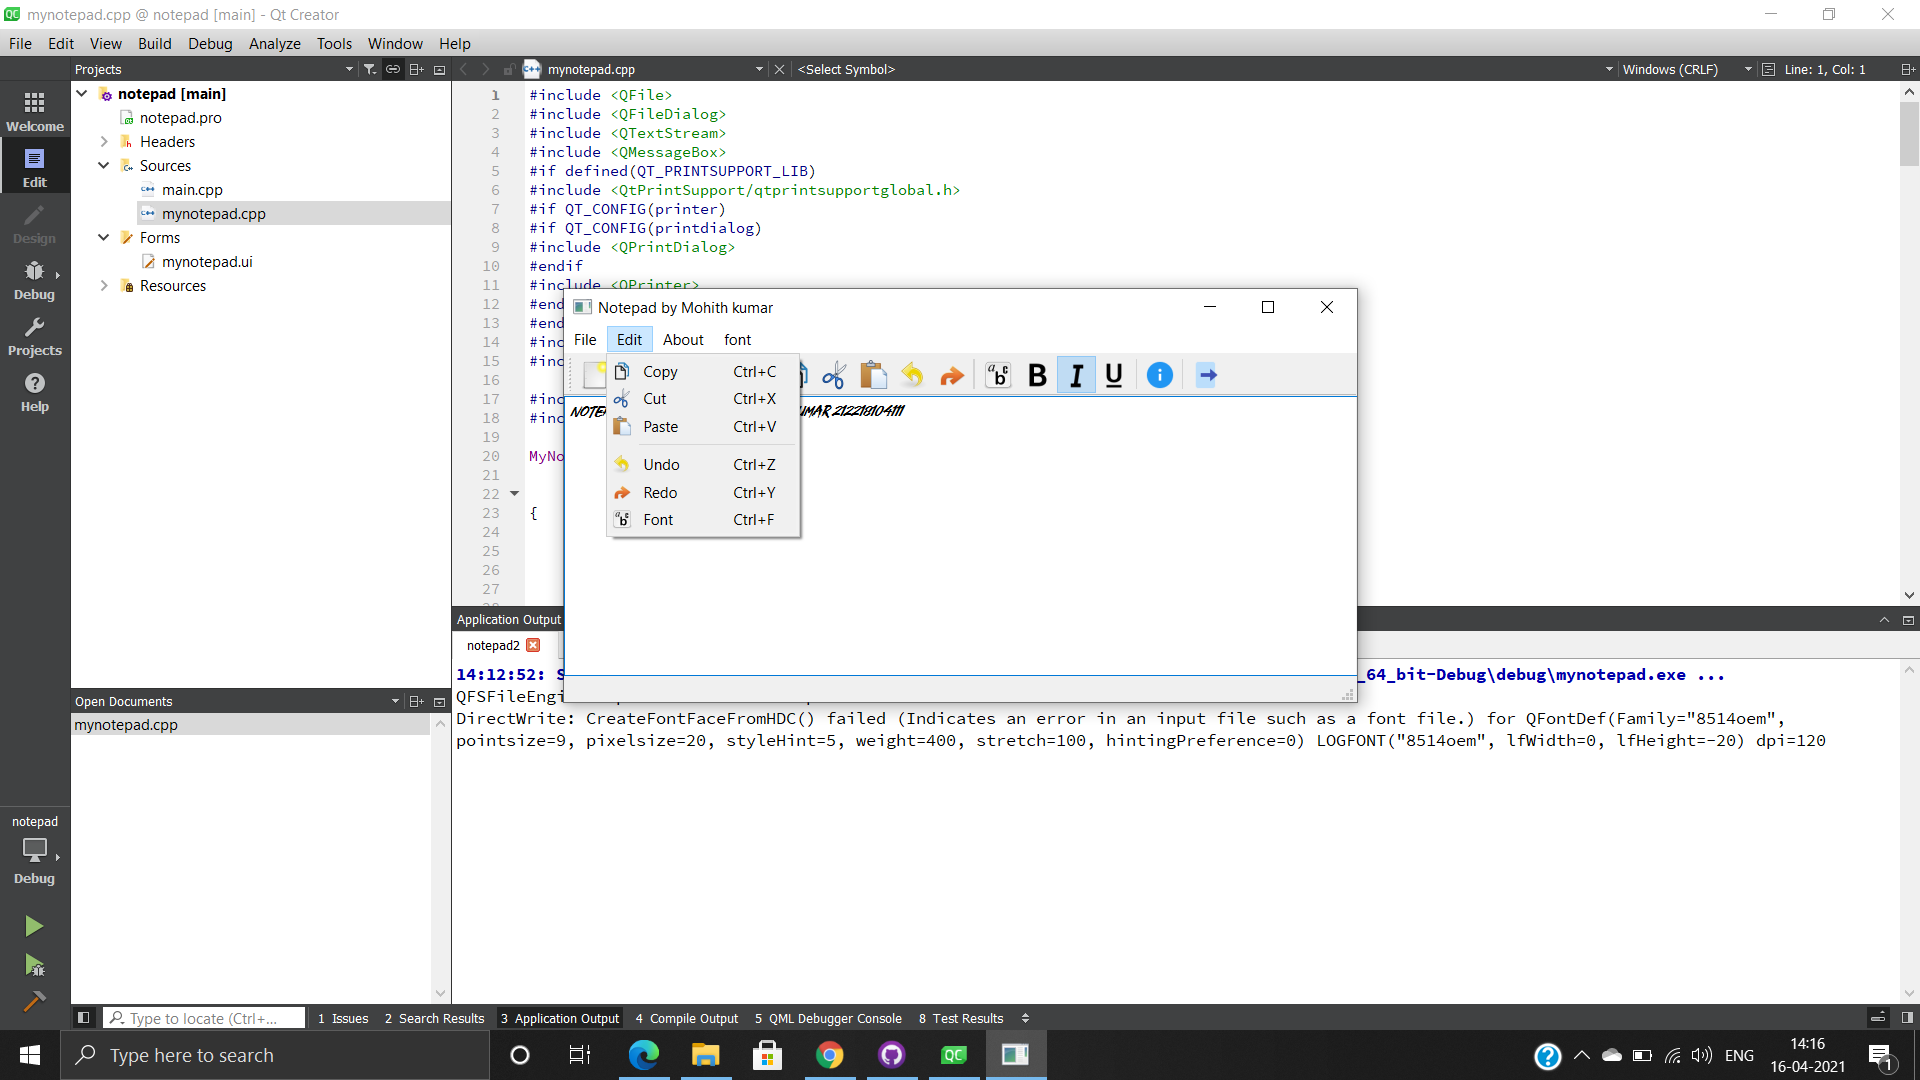 mynotepad.cpp @ notepad [main] - Qt Creator
File Edit View Build Debug Analyze Tools Window Help
Projects
mynotepad.cpp
<Select Symbol>
Windows (CRLF)
Line: 1, Col: 1
Welcome
Edit
Design
Debug
Projects
Help
notepad [main]
notepad.pro
Headers
Sources
main.cpp
mynotepad.cpp
Forms
mynotepad.ui
Resources
1 #include <QFile>
2 #include <QFileDialog>
3 #include <QTextStream>
4 #include <QMessageBox>
5 #if defined(QT_PRINTSUPPORT_LIB)
6 #include <QtPrintSupport/qtprintsupportglobal.h>
7 #if QT_CONFIG(printer)
8 #if QT_CONFIG(printdialog)
9 #include <QPrintDialog>
10 #endif
11 #include <QPrinter>
12 #end
13 #end
14 #inc
15 #inc
16
17 #inc
18 #inc
19
20 MyNo
21
22
23 {
24
25
26
27
Notepad by Mohith kumar
File Edit About font
Copy Ctrl+C
Cut Ctrl+X
Paste Ctrl+V
Undo Ctrl+Z
Redo Ctrl+Y
Font Ctrl+F
abc B I U i
NOTE UMAR 212218104111
Application Output
notepad2
14:12:52: S _64_bit-Debug\debug\mynotepad.exe ...
QFSFileEngi
DirectWrite: CreateFontFaceFromHDC() failed (Indicates an error in an input file such as a font file.) for QFontDef(Family="8514oem",
pointsize=9, pixelsize=20, styleHint=5, weight=400, stretch=100, hintingPreference=0) LOGFONT("8514oem", lfWidth=0, lfHeight=-20) dpi=120
Open Documents
mynotepad.cpp
notepad
Debug
Type to locate (Ctrl+...
1 Issues 2 Search Results 3 Application Output 4 Compile Output 5 QML Debugger Console 8 Test Results
Type here to search
QC
ENG
14:16
16-04-2021
1